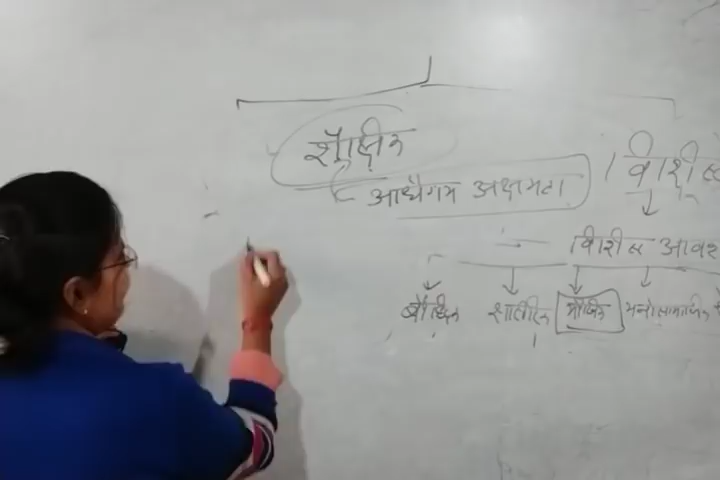 शैक्षिक
अधिगम अक्षमता
विशिष्ट
विशिष्ट आवश
बौद्धिक शारीरिक शैक्षिक मनोसामाजिक